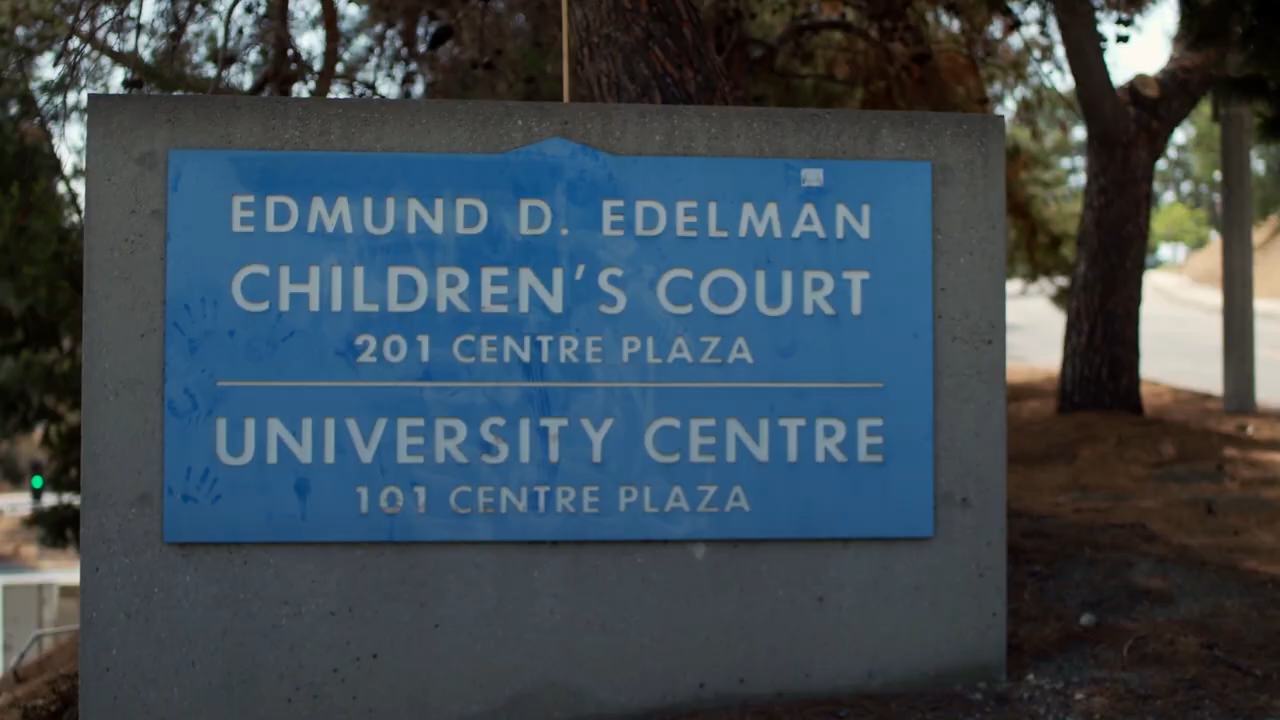 EDMUND D. EDELMAN
CHILDREN'S COURT
201 CENTRE PLAZA
UNIVERSITY CENTRE
101 CENTRE PLAZA